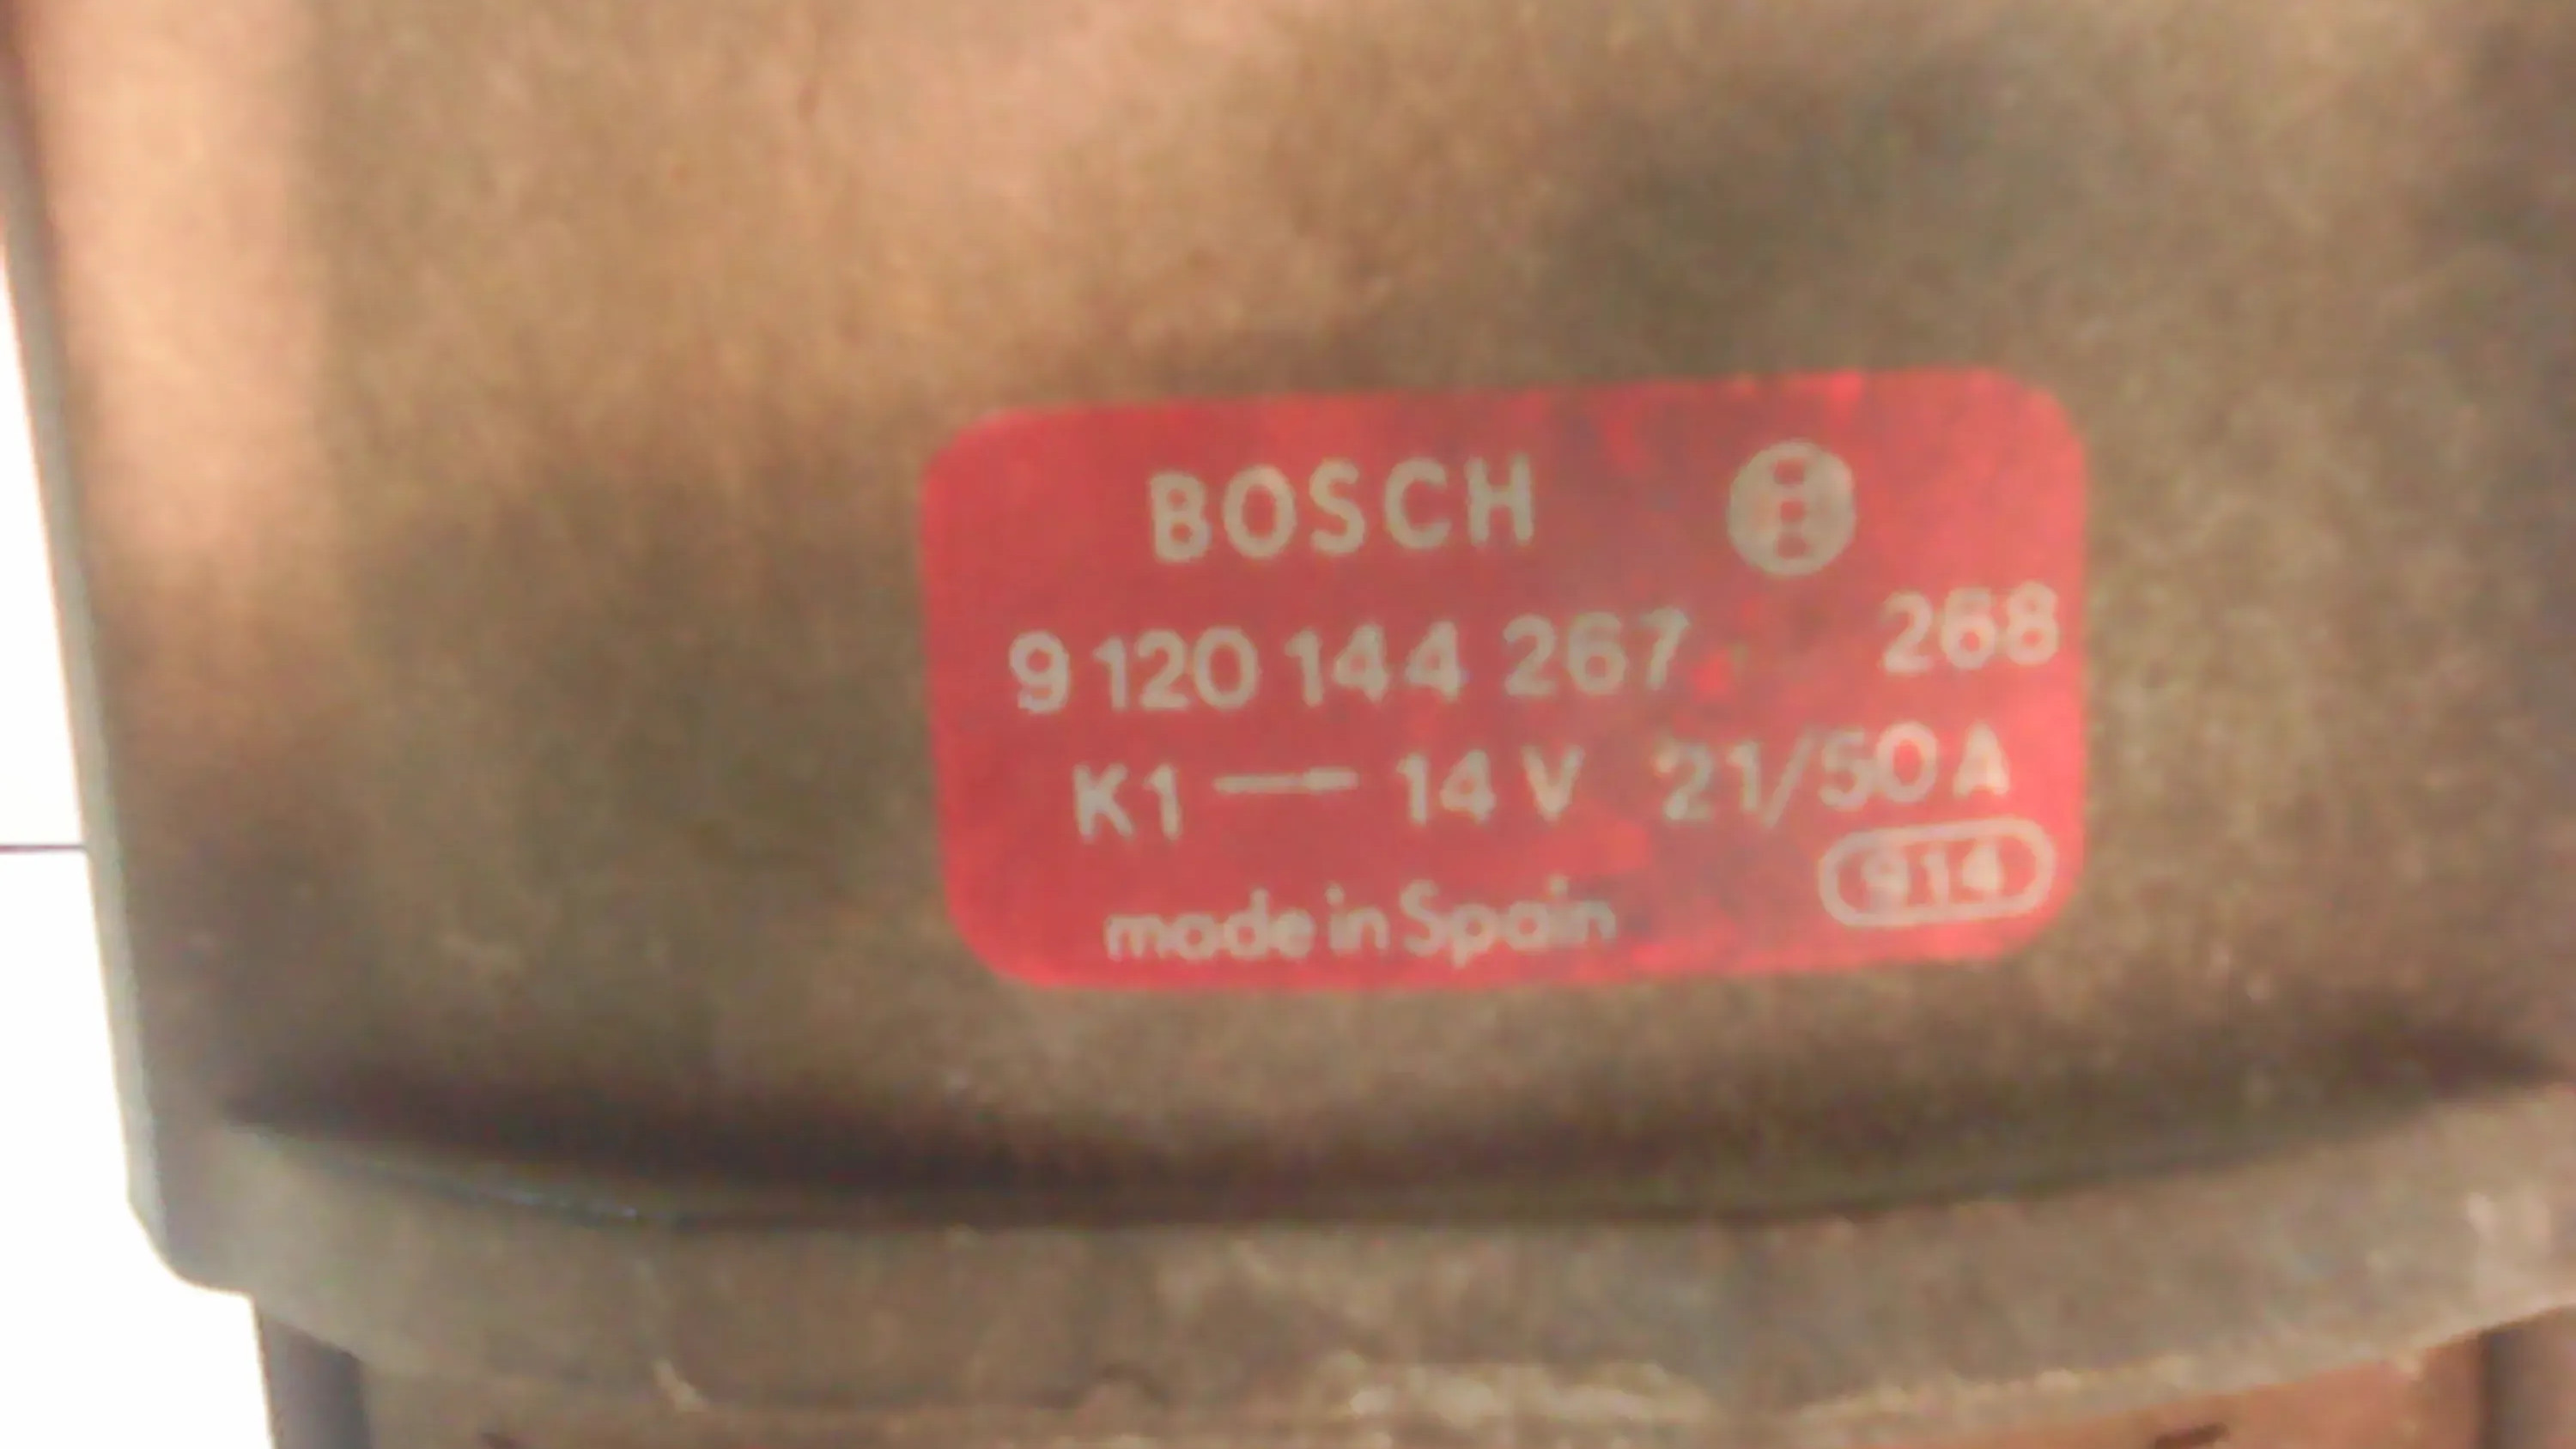 BOSCH
9 120 144 267 268
K1 — 14 V 21/50 A
914
made in Spain